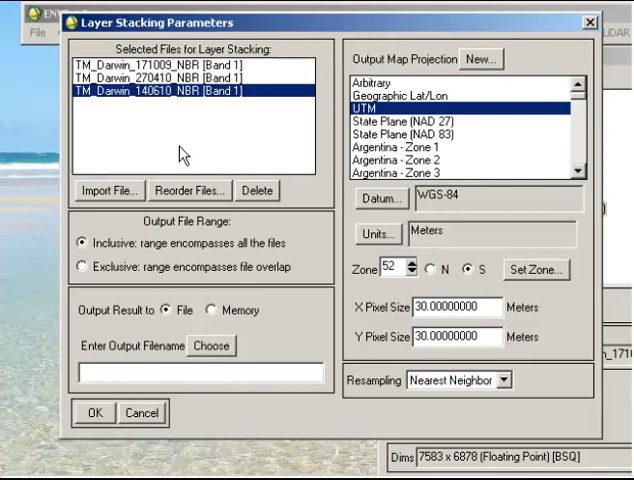 ENVI
File
LiDAR
Layer Stacking Parameters
Selected Files for Layer Stacking:
TM_Darwin_171009_NBR [Band 1]
TM_Darwin_270410_NBR [Band 1]
TM_Darwin_140610_NBR [Band 1]
Import File...
Reorder Files...
Delete
Output File Range:
Inclusive: range encompasses all the files
Exclusive: range encompasses file overlap
Output Result to
File
Memory
Enter Output Filename
Choose
OK
Cancel
Output Map Projection
New...
Arbitrary
Geographic Lat/Lon
UTM
State Plane (NAD 27)
State Plane (NAD 83)
Argentina - Zone 1
Argentina - Zone 2
Argentina - Zone 3
Datum...
WGS-84
Units...
Meters
Zone
52
N
S
Set Zone...
X Pixel Size
30.00000000
Meters
Y Pixel Size
30.00000000
Meters
Resampling
Nearest Neighbor
Dims
7583 x 6878 (Floating Point) [BSQ]